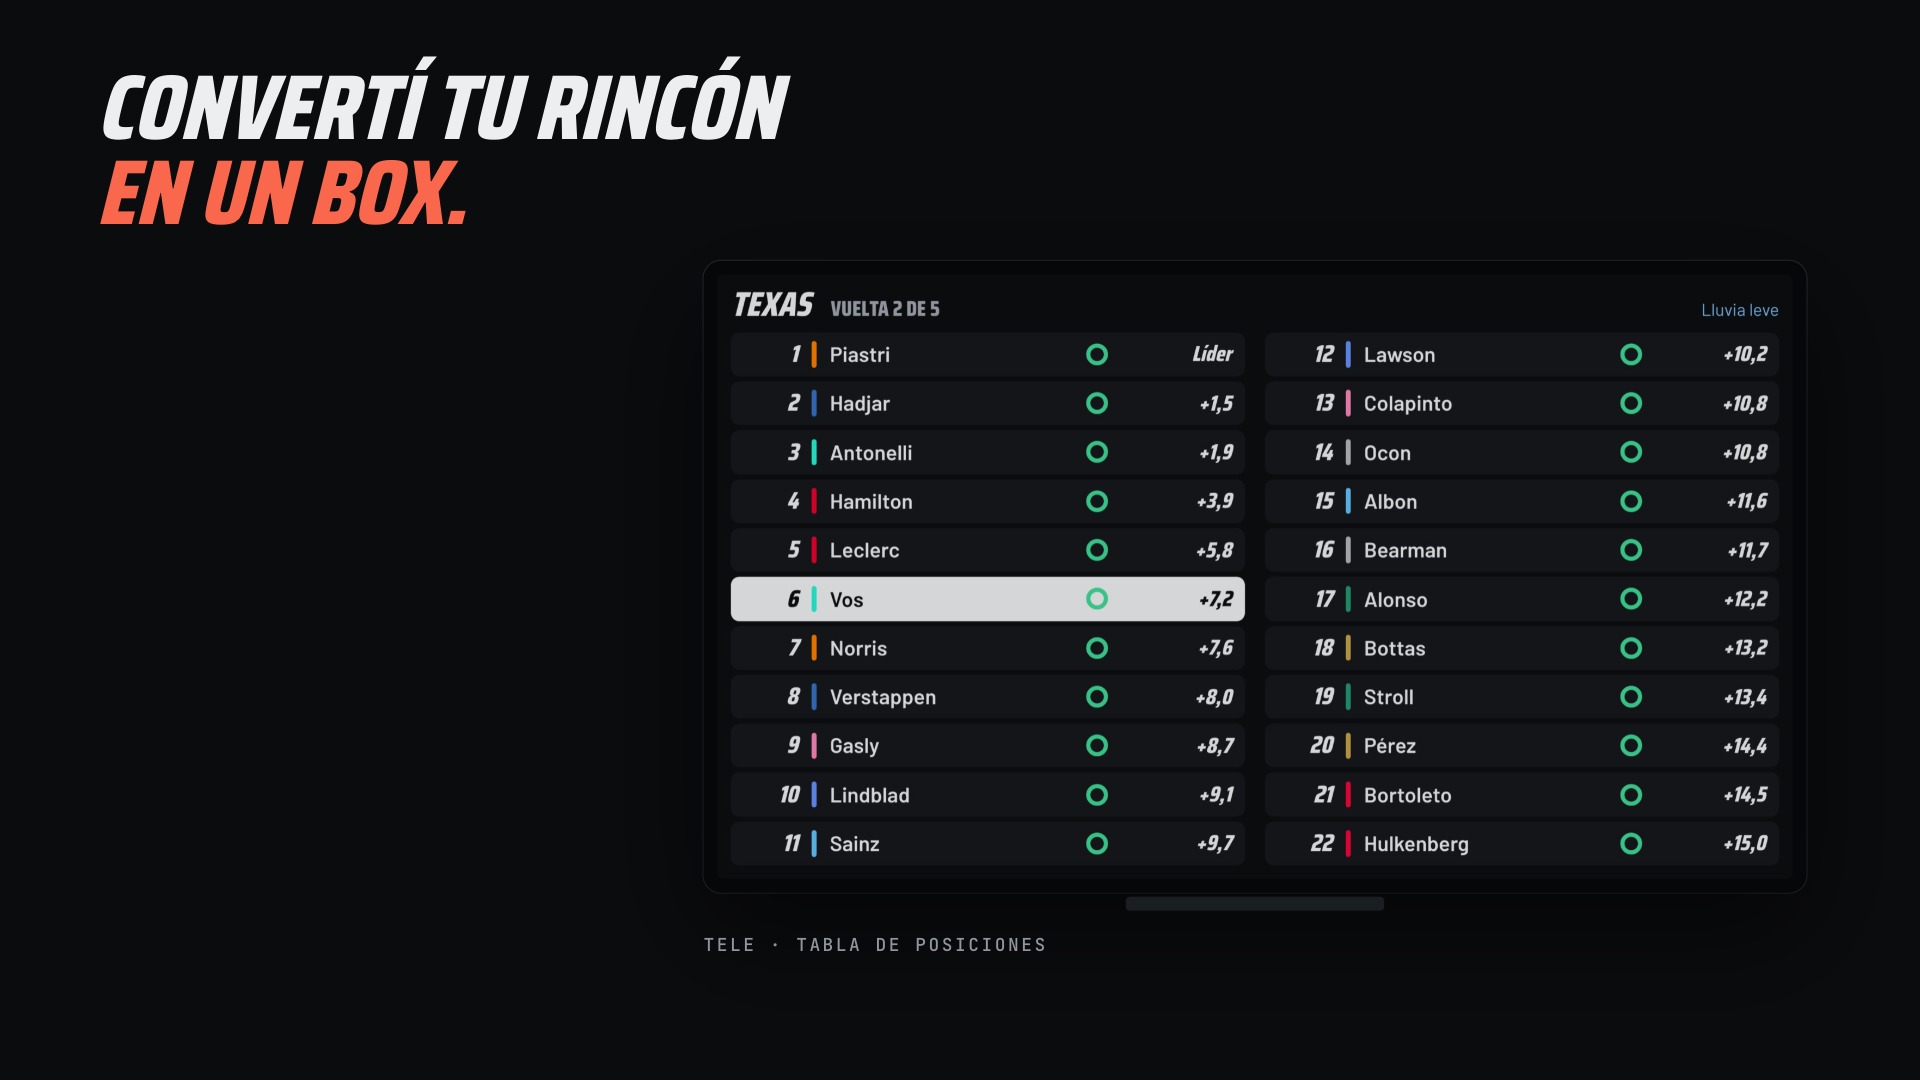 CONVERTÍ TU RINCÓN
EN UN BOX.
TEXAS VUELTA 2 DE 5 Lluvia leve
1 Piastri Líder
2 Hadjar +1,5
3 Antonelli +1,9
4 Hamilton +3,9
5 Leclerc +5,8
6 Vos +7,2
7 Norris +7,6
8 Verstappen +8,0
9 Gasly +8,7
10 Lindblad +9,1
11 Sainz +9,7
12 Lawson +10,2
13 Colapinto +10,8
14 Ocon +10,8
15 Albon +11,6
16 Bearman +11,7
17 Alonso +12,2
18 Bottas +13,2
19 Stroll +13,4
20 Pérez +14,4
21 Bortoleto +14,5
22 Hulkenberg +15,0
TELE · TABLA DE POSICIONES